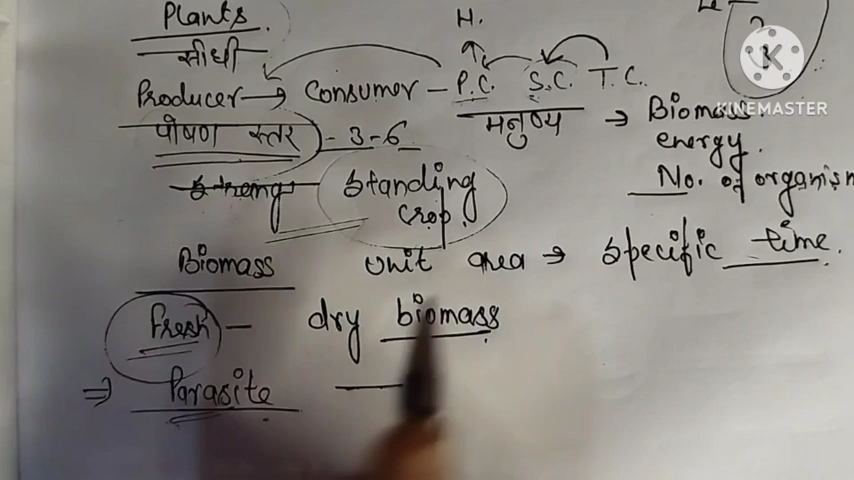 Plants
सीधी
H.
Producer → Consumer - P.C. S.C. T.C.
मनुष्य
पोषण स्तर - 3-6
→ Biomass
energy.
No. of organism
Standing
Crop.
Biomass unit area → Specific time.
Fresh - dry biomass
⇒ Parasite
KINEMASTER